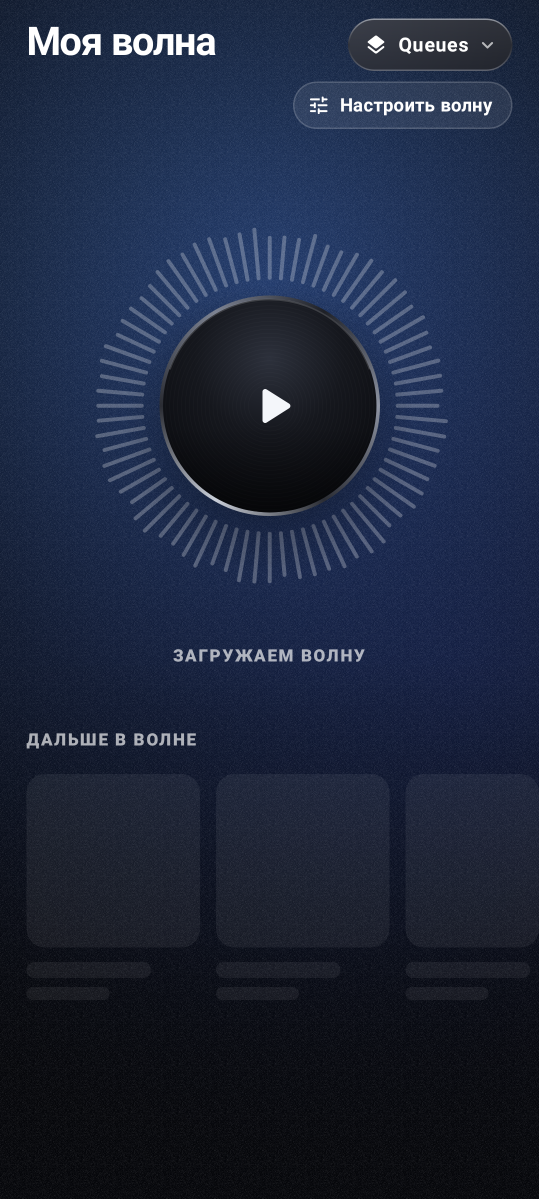 Моя волна
Queues
Настроить волну
ЗАГРУЖАЕМ ВОЛНУ
ДАЛЬШЕ В ВОЛНЕ